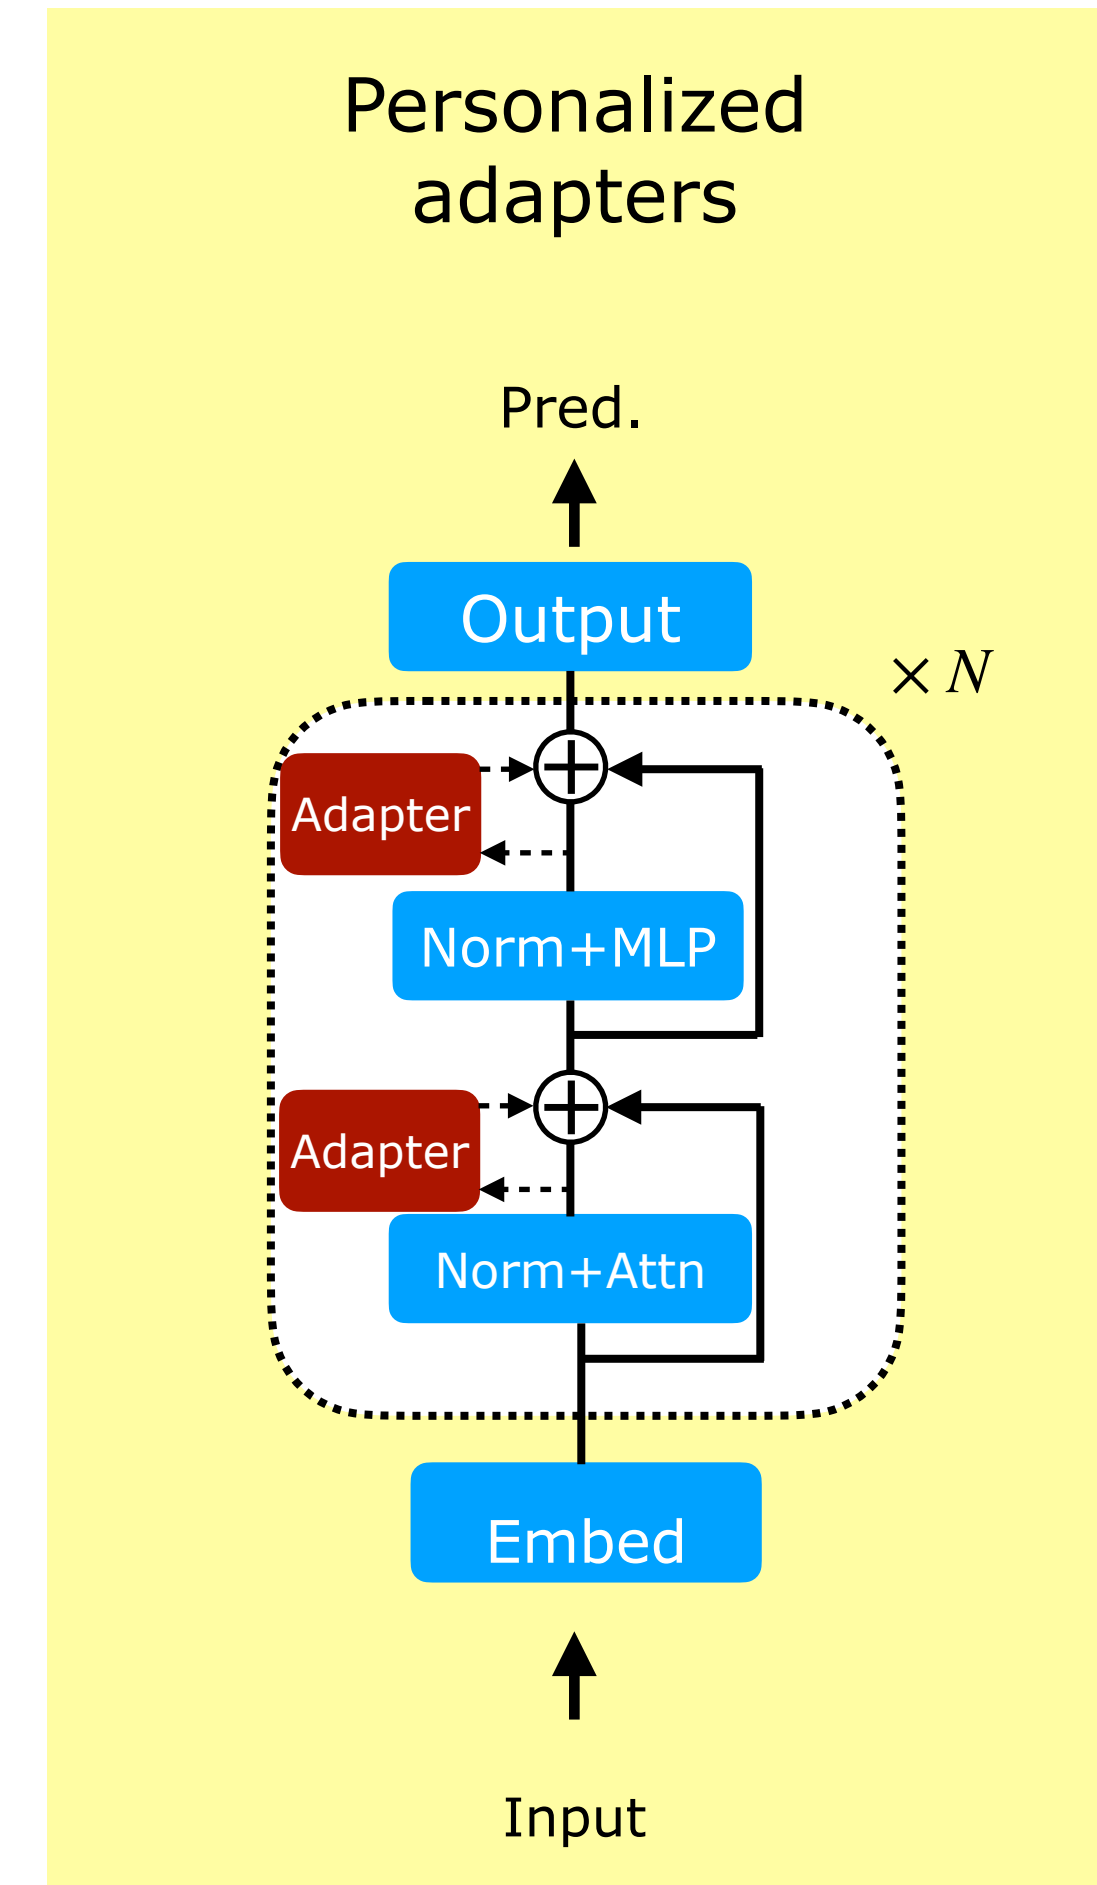 Personalized
adapters
Pred.
Output
× N
Adapter
Norm+MLP
Adapter
Norm+Attn
Embed
Input